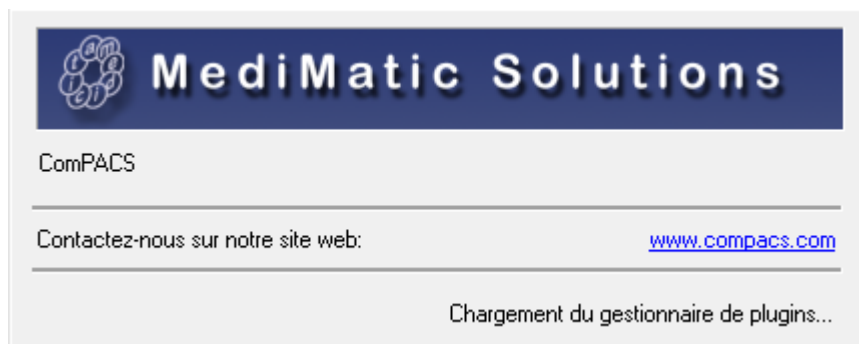 MediMatic Solutions
ComPACS
Contactez-nous sur notre site web: www.compacs.com
Chargement du gestionnaire de plugins...